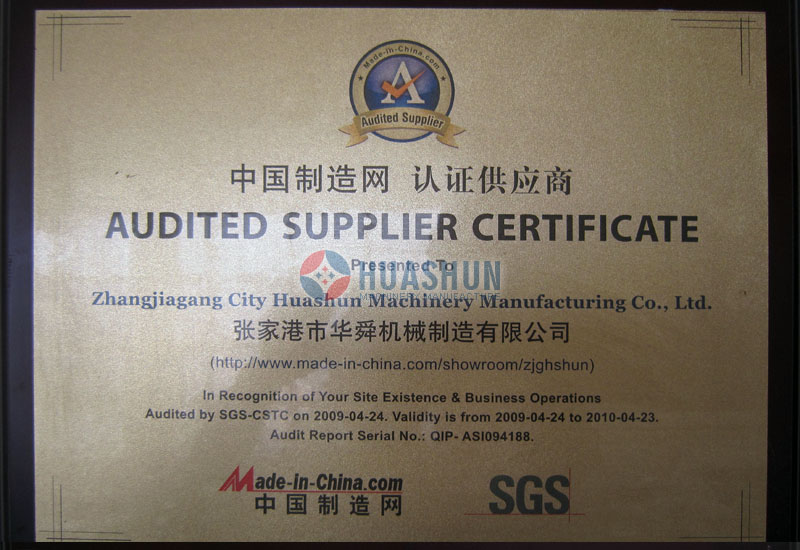 Made-in-China.com
A
Audited Supplier
中国制造网 认证供应商
AUDITED SUPPLIER CERTIFICATE
Presented To
HUASHUN
MACHINERY MANUFACTURE
Zhangjiagang City Huashun Machinery Manufacturing Co., Ltd.
张家港市华舜机械制造有限公司
(http://www.made-in-china.com/showroom/zjghshun)
In Recognition of Your Site Existence & Business Operations
Audited by SGS-CSTC on 2009-04-24. Validity is from 2009-04-24 to 2010-04-23.
Audit Report Serial No.: QIP- ASI094188.
Made-in-China.com
中国制造网
SGS